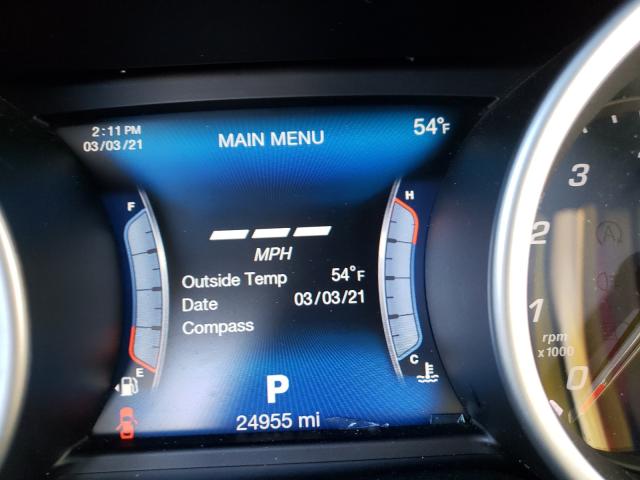 2:11 PM
03/03/21
MAIN MENU
54°F
F
H
MPH
Outside Temp 54°F
Date 03/03/21
Compass
E
C
P
24955 mi
A
3
2
1
0
rpm
x1000
A